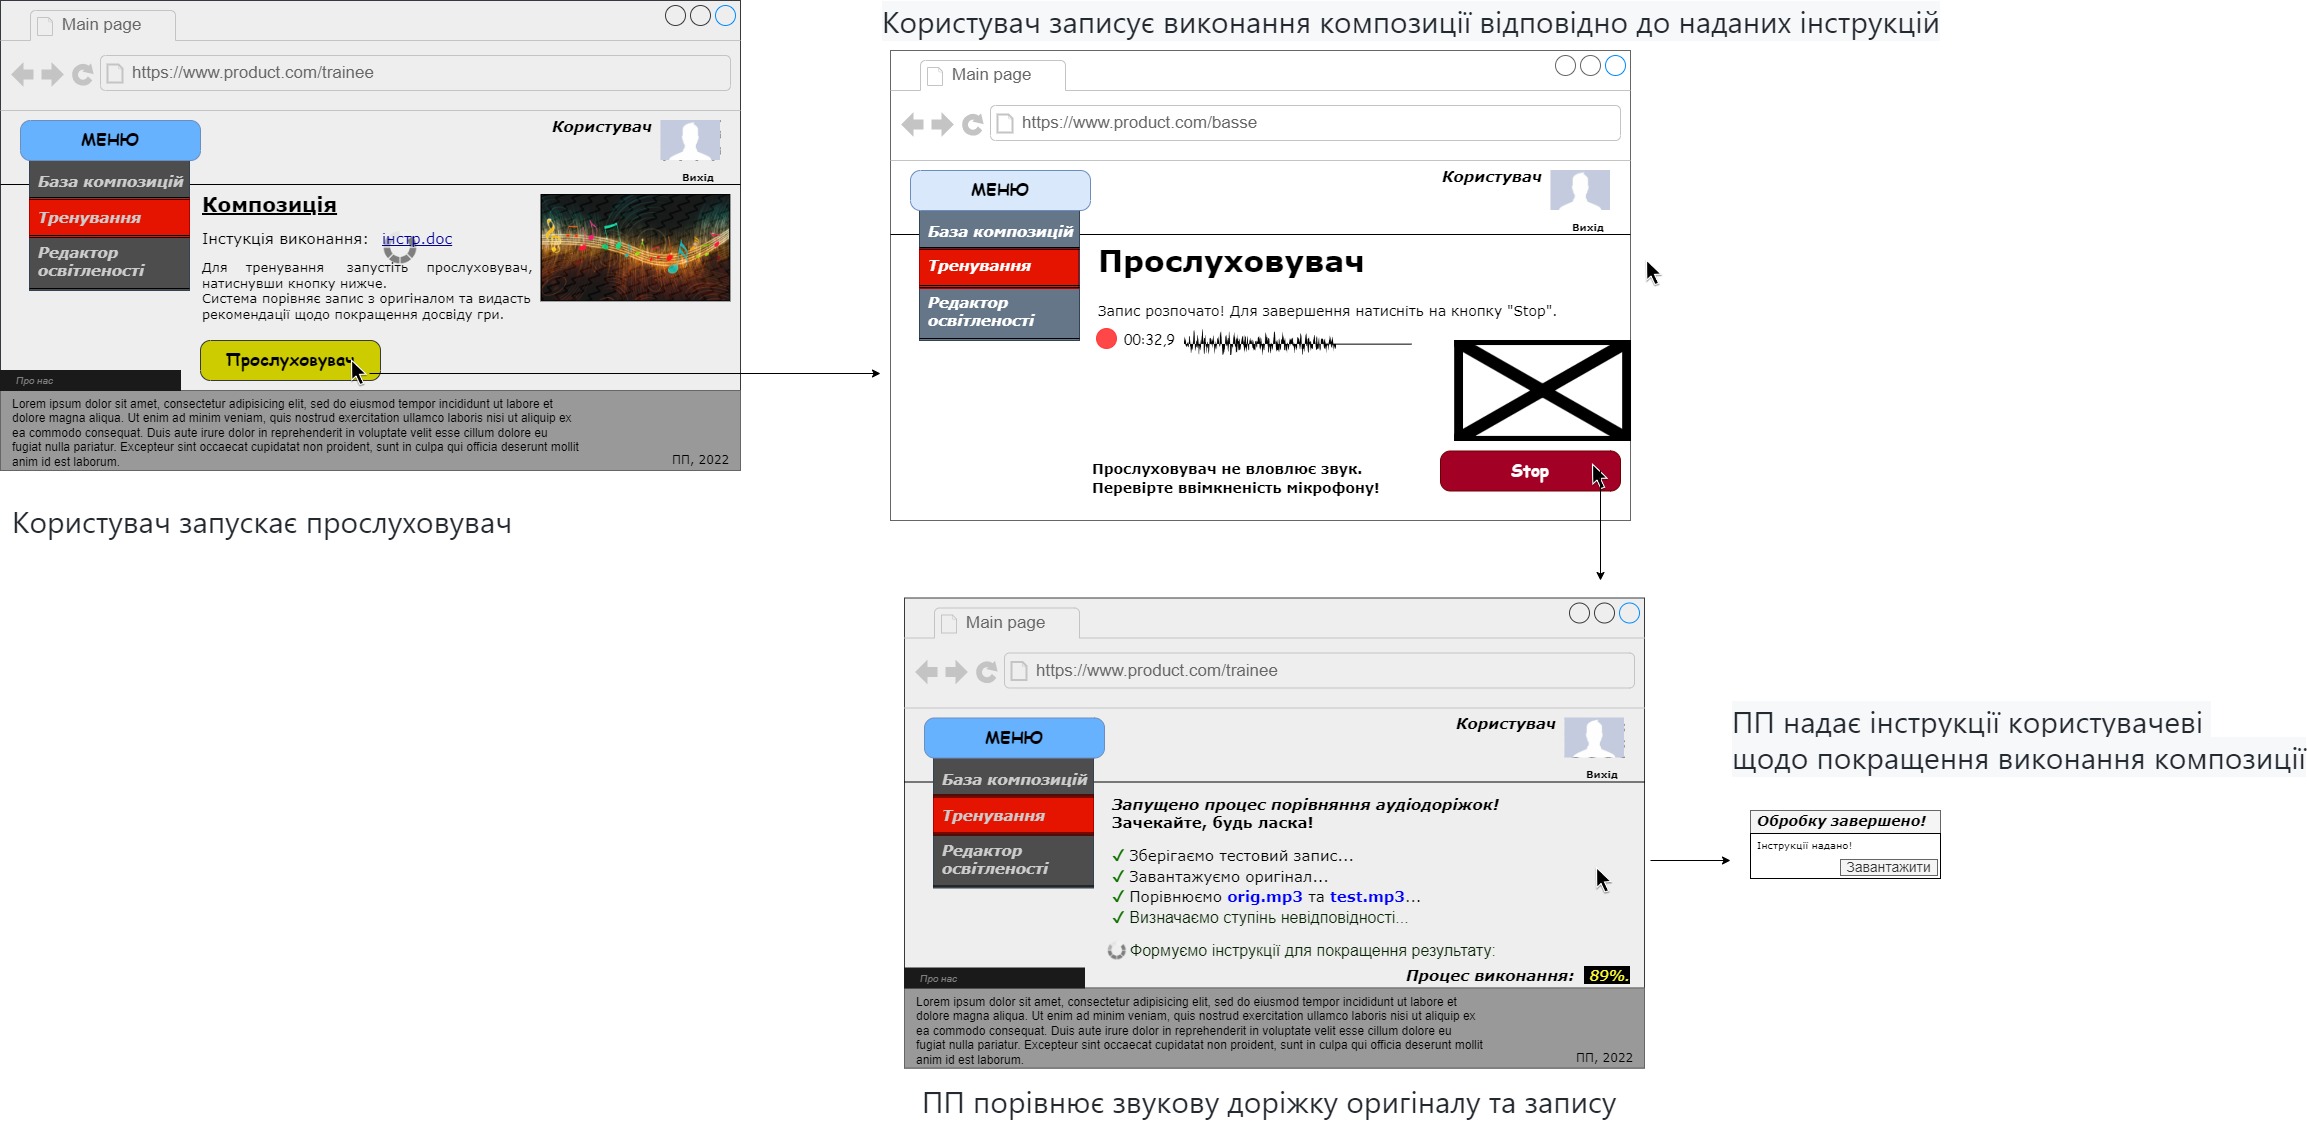 Main page
https://www.product.com/trainee
МЕНЮ
Користувач
Вихід
База композицій
Тренування
Редактор
освітленості
Композиція
Інстукція виконання: інстр.doc
Для тренування запустіть прослуховувач,
натиснувши кнопку нижче.
Система порівняє запис з оригіналом та видасть
рекомендації щодо покращення досвіду гри.
Прослуховувач
Про нас
Lorem ipsum dolor sit amet, consectetur adipisicing elit, sed do eiusmod tempor incididunt ut labore et
dolore magna aliqua. Ut enim ad minim veniam, quis nostrud exercitation ullamco laboris nisi ut aliquip ex
ea commodo consequat. Duis aute irure dolor in reprehenderit in voluptate velit esse cillum dolore eu
fugiat nulla pariatur. Excepteur sint occaecat cupidatat non proident, sunt in culpa qui officia deserunt mollit
anim id est laborum.
ПП, 2022
Користувач запускає прослуховувач
Користувач записує виконання композиції відповідно до наданих інструкцій
Main page
https://www.product.com/basse
МЕНЮ
Користувач
Вихід
База композицій
Тренування
Редактор
освітленості
Прослуховувач
Запис розпочато! Для завершення натисніть на кнопку "Stop".
00:32,9
Прослуховувач не вловлює звук.
Перевірте ввімкненість мікрофону!
Stop
Main page
https://www.product.com/trainee
МЕНЮ
Користувач
Вихід
База композицій
Тренування
Редактор
освітленості
Запущено процес порівняння аудіодоріжок!
Зачекайте, будь ласка!
✓ Зберігаємо тестовий запис...
✓ Завантажуємо оригінал...
✓ Порівнюємо orig.mp3 та test.mp3...
✓ Визначаємо ступінь невідповідності...
Формуємо інструкції для покращення результату:
Процес виконання: 89%.
Про нас
Lorem ipsum dolor sit amet, consectetur adipisicing elit, sed do eiusmod tempor incididunt ut labore et
dolore magna aliqua. Ut enim ad minim veniam, quis nostrud exercitation ullamco laboris nisi ut aliquip ex
ea commodo consequat. Duis aute irure dolor in reprehenderit in voluptate velit esse cillum dolore eu
fugiat nulla pariatur. Excepteur sint occaecat cupidatat non proident, sunt in culpa qui officia deserunt mollit
anim id est laborum.
ПП, 2022
ПП порівнює звукову доріжку оригіналу та запису
ПП надає інструкції користувачеві
щодо покращення виконання композиції
Обробку завершено!
Інструкції надано!
Завантажити